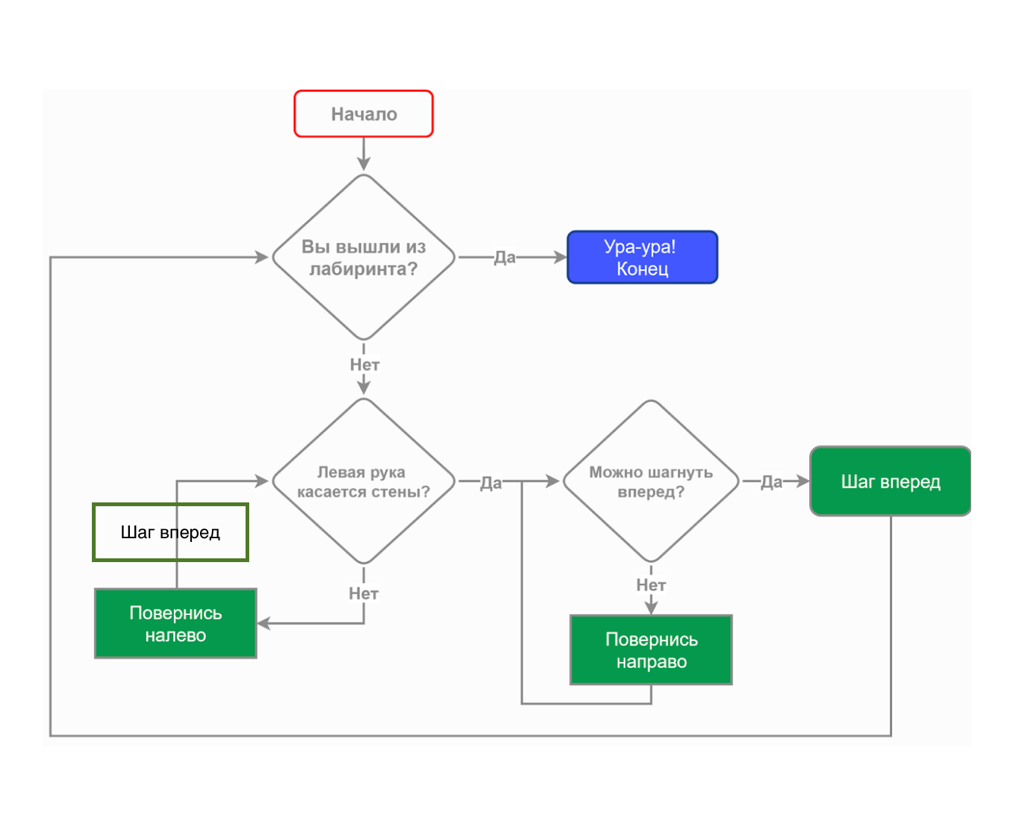 Начало
Вы вышли из
лабиринта?
Да
Ура-ура!
Конец
Нет
Левая рука
касается стены?
Да
Можно шагнуть
вперед?
Да
Шаг вперед
Шаг вперед
Нет
Повернись
налево
Нет
Повернись
направо